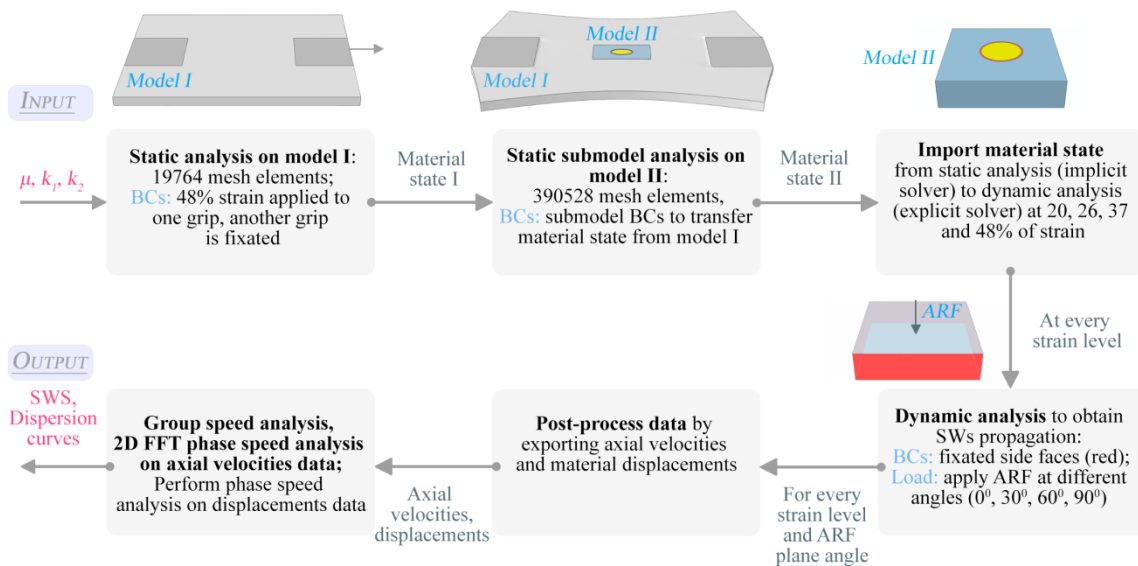 Model I
Model II
Model I
Model II
INPUT
μ, k₁, k₂
Static analysis on model I:
19764 mesh elements;
BCs: 48% strain applied to
one grip, another grip
is fixated
Material
state I
Static submodel analysis on
model II:
390528 mesh elements,
BCs: submodel BCs to transfer
material state from model I
Material
state II
Import material state
from static analysis (implicit
solver) to dynamic analysis
(explicit solver) at 20, 26, 37
and 48% of strain
ARF
At every
strain level
OUTPUT
SWS,
Dispersion
curves
Group speed analysis,
2D FFT phase speed analysis
on axial velocities data;
Perform phase speed
analysis on displacements data
Axial
velocities,
displacements
Post-process data by
exporting axial velocities
and material displacements
For every
strain level
and ARF
plane angle
Dynamic analysis to obtain
SWs propagation:
BCs: fixated side faces (red);
Load: apply ARF at different
angles (0⁰, 30⁰, 60⁰, 90⁰)